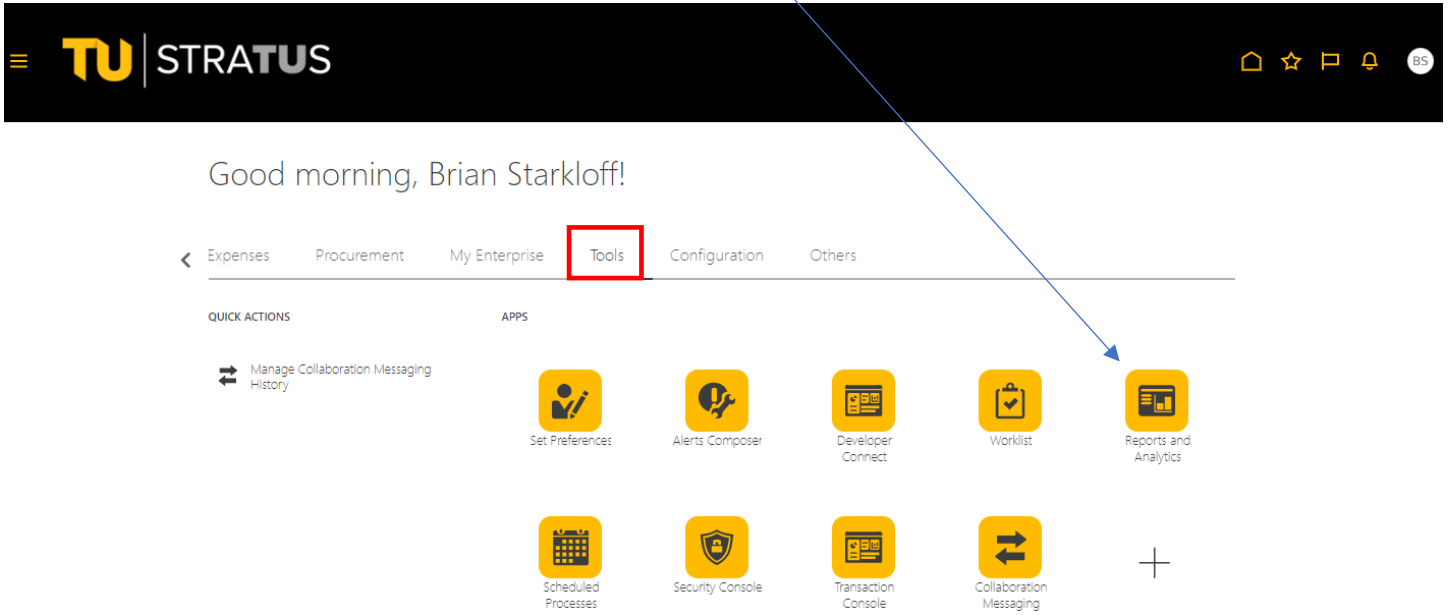 TU STRATUS
BS
Good morning, Brian Starkloff!
Expenses Procurement My Enterprise Tools Configuration Others
QUICK ACTIONS
APPS
Manage Collaboration Messaging
History
Set Preferences
Alerts Composer
Developer
Connect
Worklist
Reports and
Analytics
Scheduled
Processes
Security Console
Transaction
Console
Collaboration
Messaging